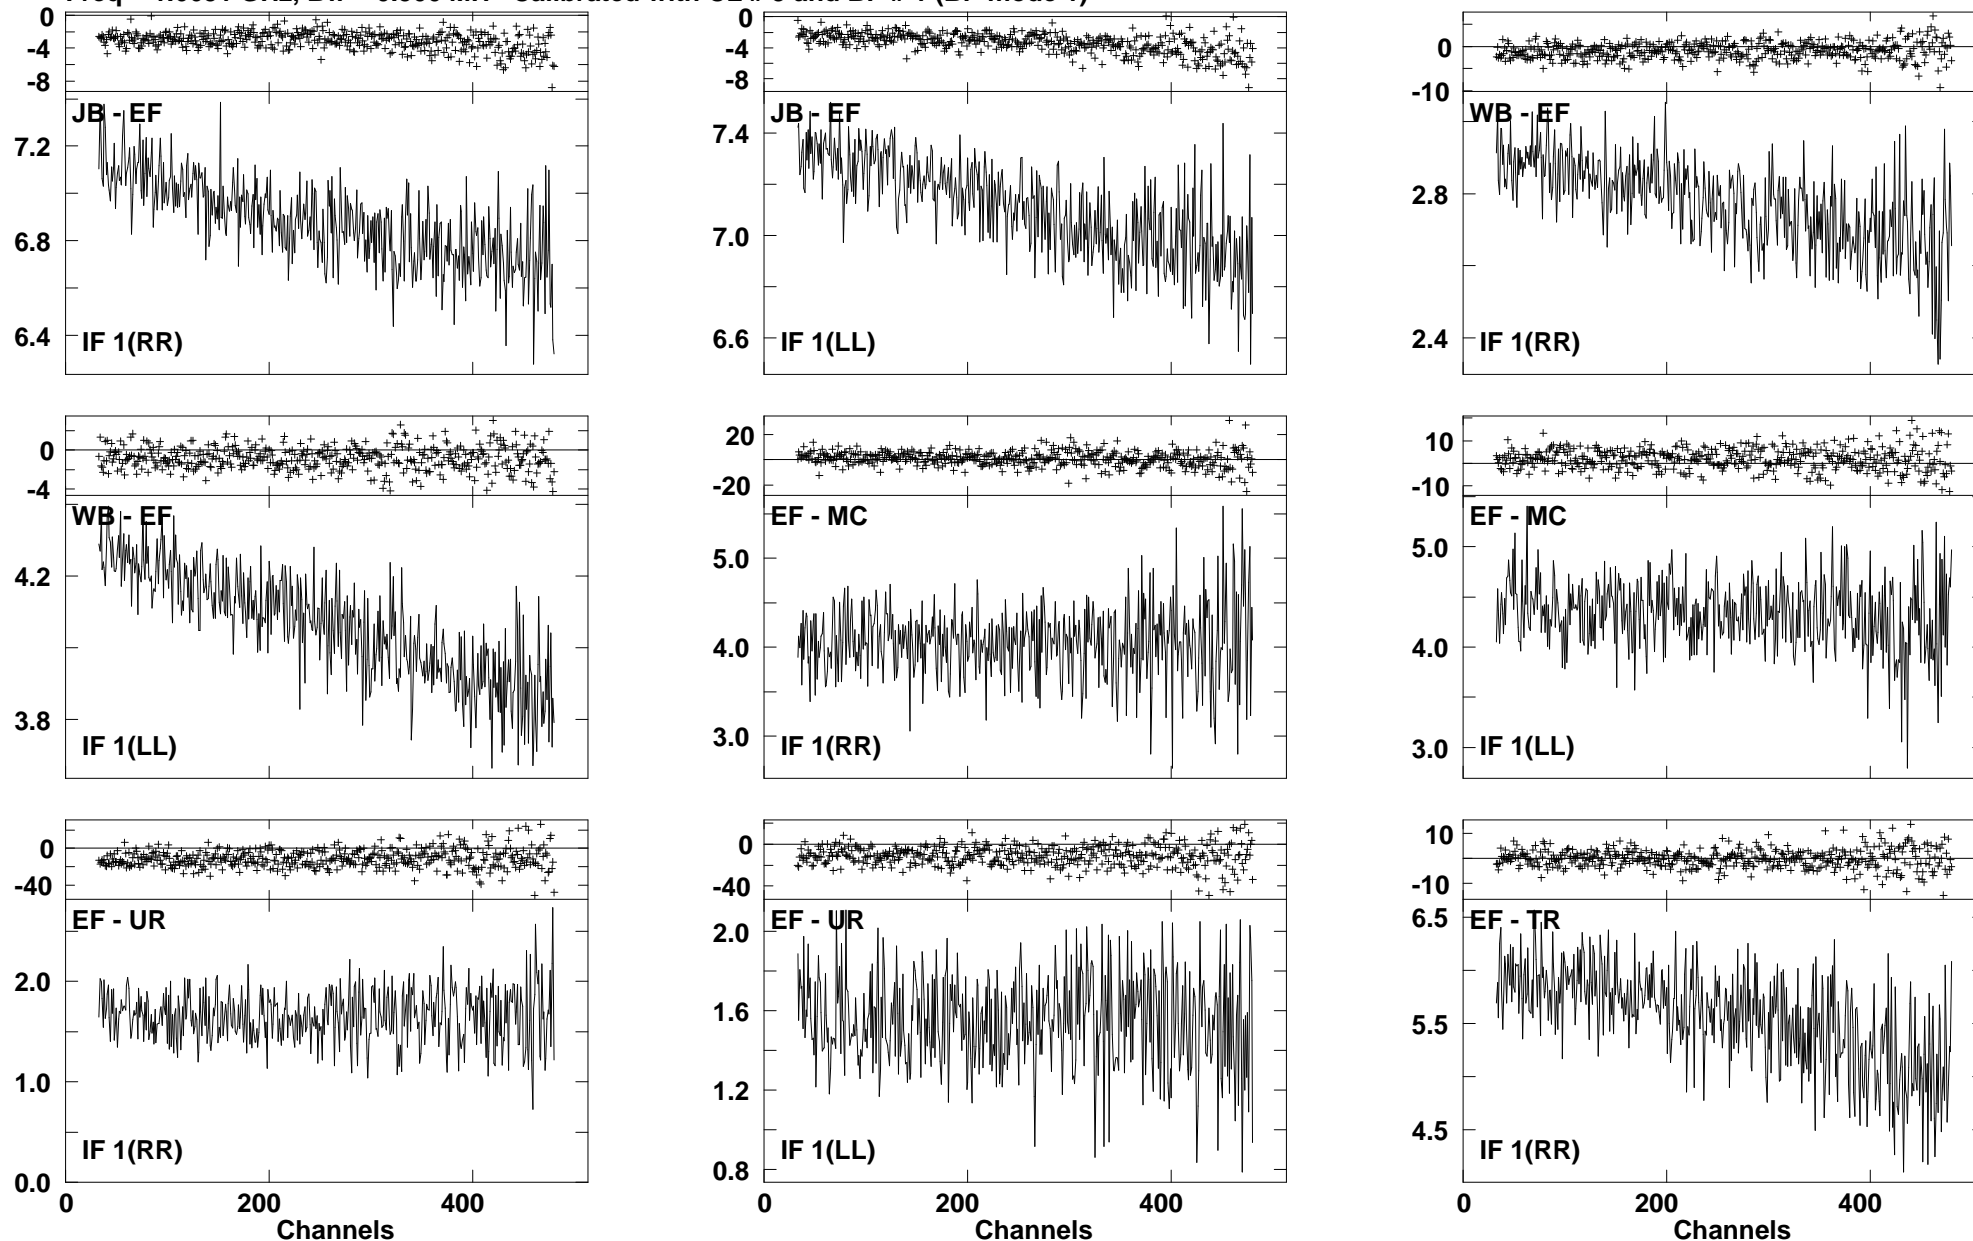 0 0 0
-4 -4
-8 -8 -10
JB - EF JB - EF WB - EF
7.2 7.4 2.8
6.8 7.0
6.4 6.6 2.4
IF 1(RR) IF 1(LL) IF 1(RR)
0 20 10
-4 -20 -10
WB - EF EF - MC EF - MC
4.2 5.0 5.0
4.0 4.0
3.8 3.0 3.0
IF 1(LL) IF 1(RR) IF 1(LL)
0 0 10
-40 -40 -10
EF - UR EF - UR EF - TR
2.0 2.0 6.5
1.6 5.5
1.0 1.2
0.0 0.8 4.5
IF 1(RR) IF 1(LL) IF 1(RR)
0 200 400 0 200 400 0 200 400
Channels Channels Channels